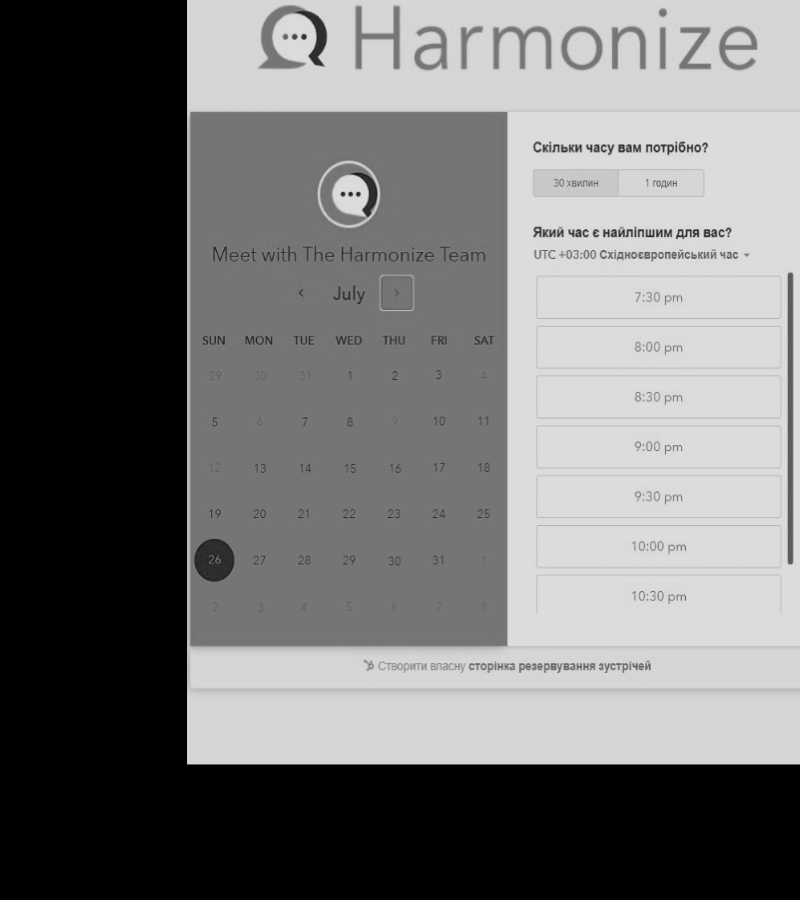 Harmonize
Meet with The Harmonize Team
July
SUN MON TUE WED THU FRI SAT
29 30 31 1 2 3 4
5 6 7 8 9 10 11
12 13 14 15 16 17 18
19 20 21 22 23 24 25
26 27 28 29 30 31 1
2 3 4 5 6 7 8
Скільки часу вам потрібно?
30 хвилин 1 годин
Який час є найліпшим для вас?
UTC +03:00 Східноєвропейський час
7:30 pm
8:00 pm
8:30 pm
9:00 pm
9:30 pm
10:00 pm
10:30 pm
Створити власну сторінка резервування зустрічей